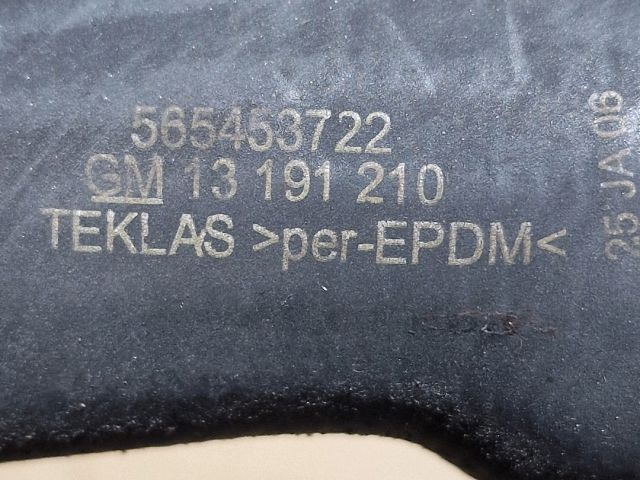 565453722
GM 13 191 210
TEKLAS >per-EPDM<
25 JA 06